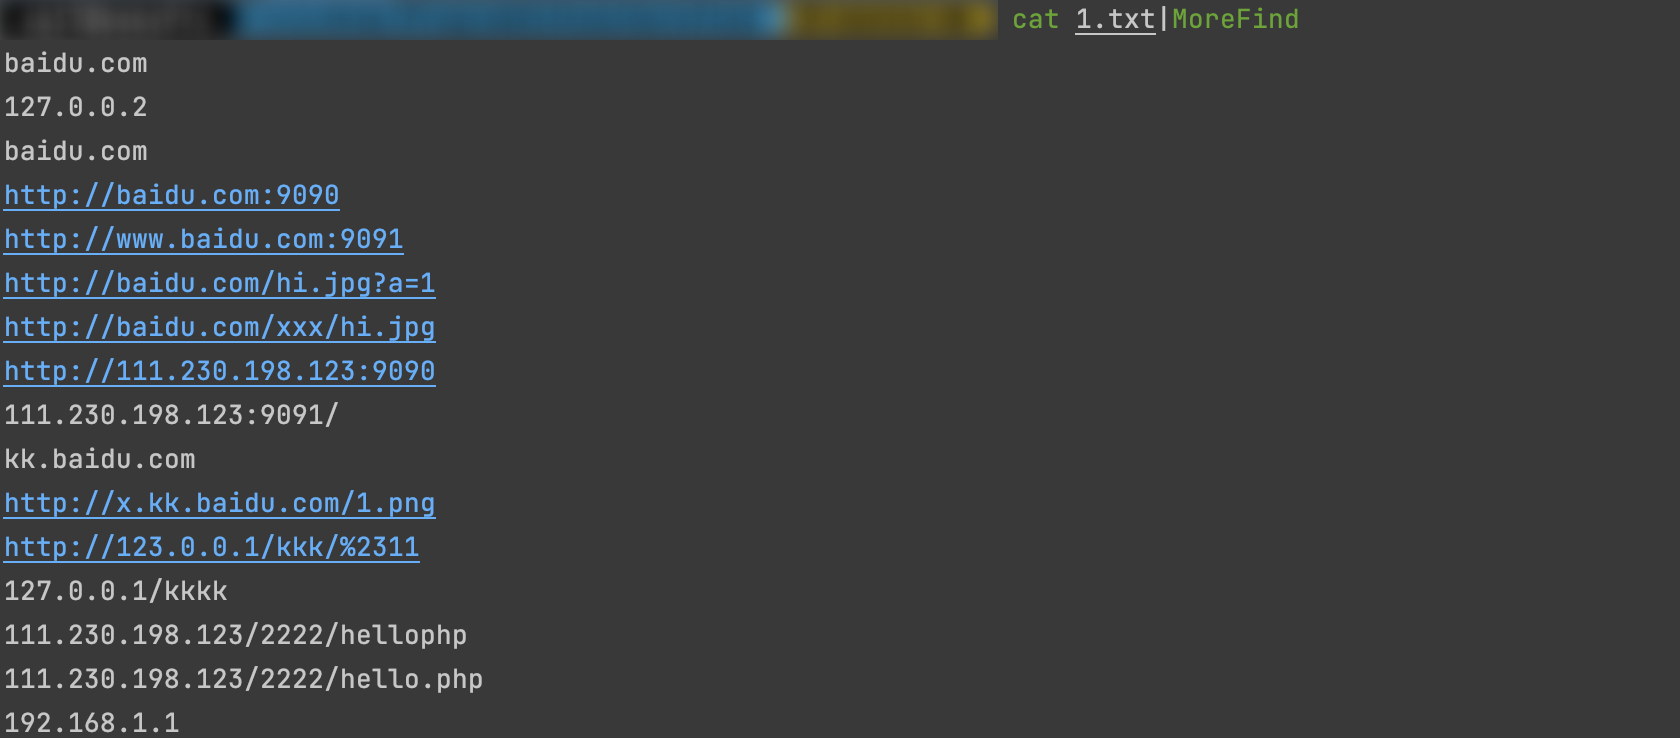 cat 1.txt|MoreFind
baidu.com
127.0.0.2
baidu.com
http://baidu.com:9090
http://www.baidu.com:9091
http://baidu.com/hi.jpg?a=1
http://baidu.com/xxx/hi.jpg
http://111.230.198.123:9090
111.230.198.123:9091/
kk.baidu.com
http://x.kk.baidu.com/1.png
http://123.0.0.1/kkk/%2311
127.0.0.1/kkkk
111.230.198.123/2222/hellophp
111.230.198.123/2222/hello.php
192.168.1.1